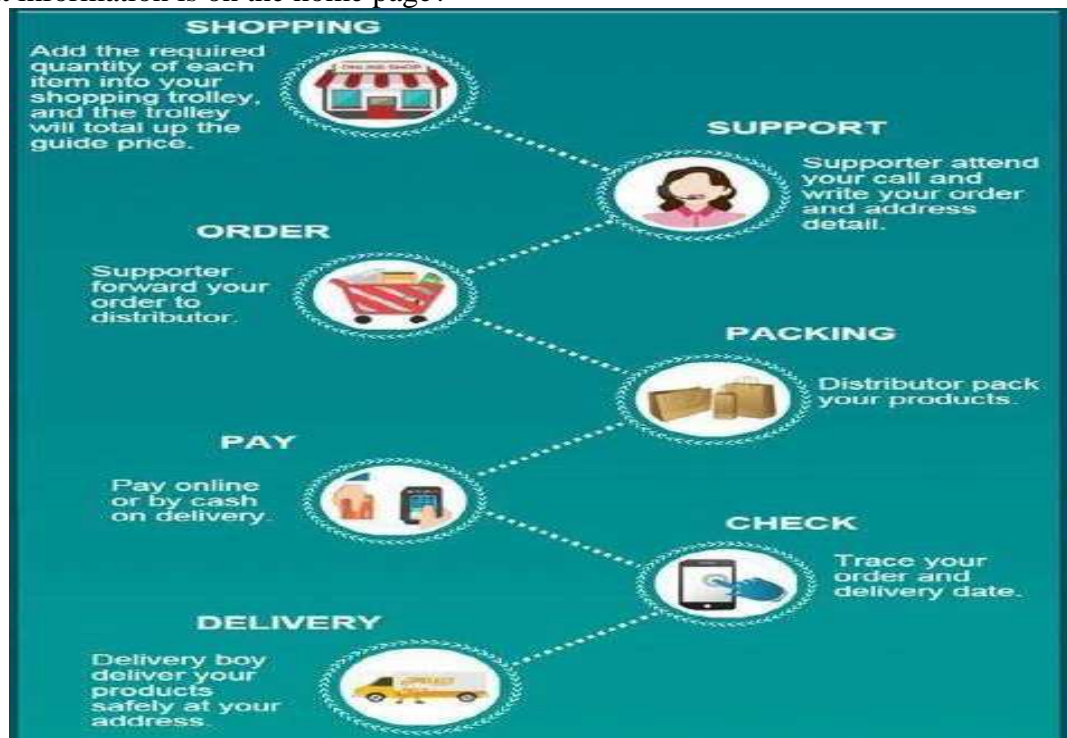 information is on the home page?
SHOPPING
Add the required
quantity of each
item into your
shopping trolley,
and the trolley
will total up the
guide price.
ONLINE SHOP
SUPPORT
Supporter attend
your call and
write your order
and address
detail.
ORDER
Supporter
forward your
order to
distributor.
PACKING
Distributor pack
your products.
PAY
Pay online
or by cash
on delivery.
CHECK
Trace your
order and
delivery date.
DELIVERY
Delivery boy
deliver your
products
safely at your
address.